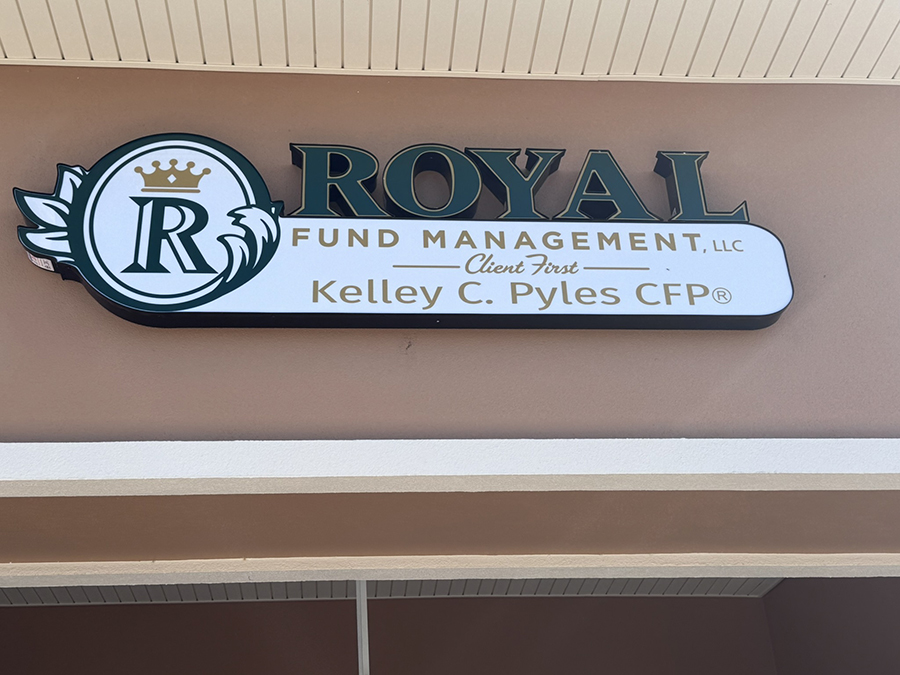 R
ROYAL
FUND MANAGEMENT, LLC
Client First
Kelley C. Pyles CFP®